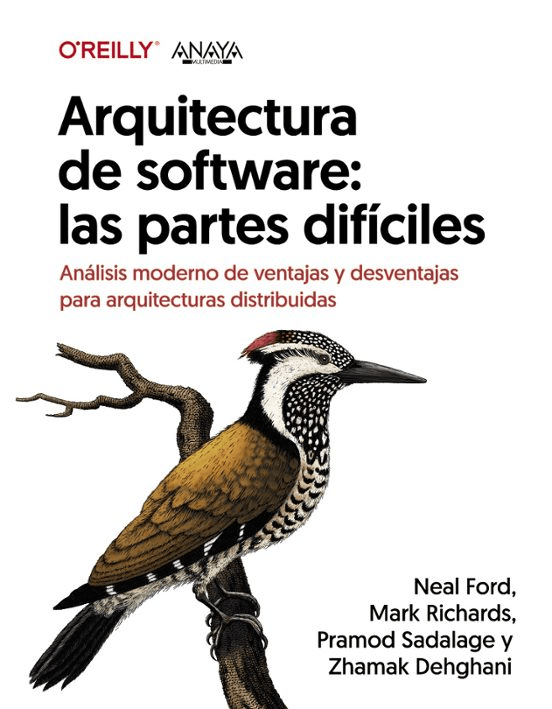 O'REILLY® ANAYA
MULTIMEDIA
Arquitectura
de software:
las partes difíciles
Análisis moderno de ventajas y desventajas
para arquitecturas distribuidas
Neal Ford,
Mark Richards,
Pramod Sadalage y
Zhamak Dehghani